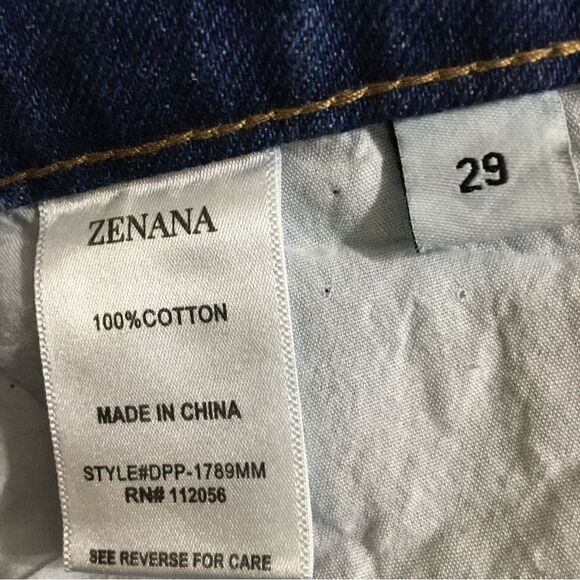 ZENANA
100%COTTON
MADE IN CHINA
STYLE#DPP-1789MM
RN# 112056
SEE REVERSE FOR CARE
29